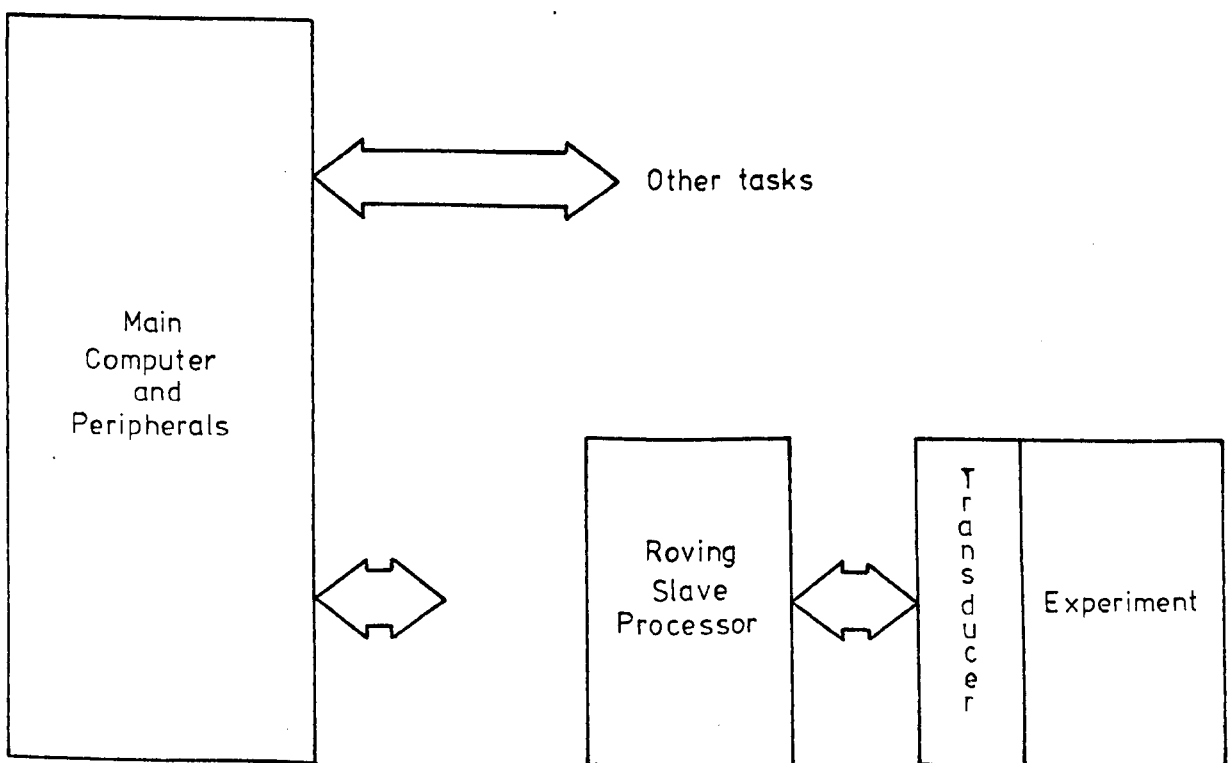 Other tasks
Main
Computer
and
Peripherals
Roving
Slave
Processor
Transducer
Experiment